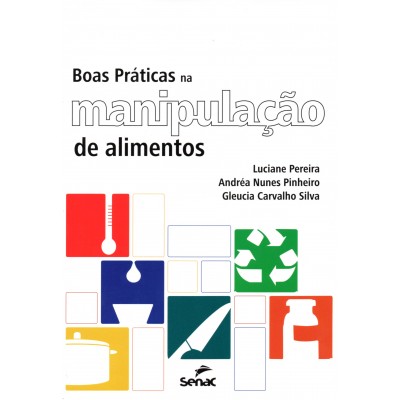 Boas Práticas na
manipulação
de alimentos
Luciane Pereira
Andréa Nunes Pinheiro
Gleucia Carvalho Silva
Senac